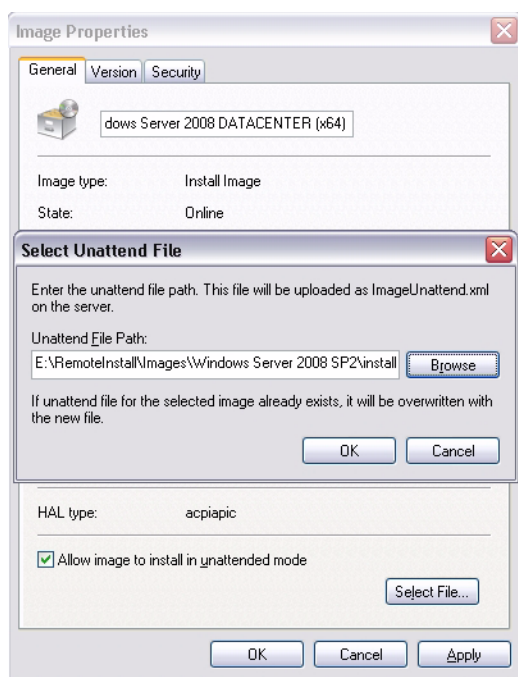 Image Properties
General Version Security
dows Server 2008 DATACENTER (x64)
Image type: Install Image
State: Online
Select Unattend File
Enter the unattend file path. This file will be uploaded as ImageUnattend.xml
on the server.
Unattend File Path:
E:\RemoteInstall\Images\Windows Server 2008 SP2\install Browse
If unattend file for the selected image already exists, it will be overwritten with
the new file.
OK Cancel
HAL type: acpiapic
Allow image to install in unattended mode
Select File...
OK Cancel Apply